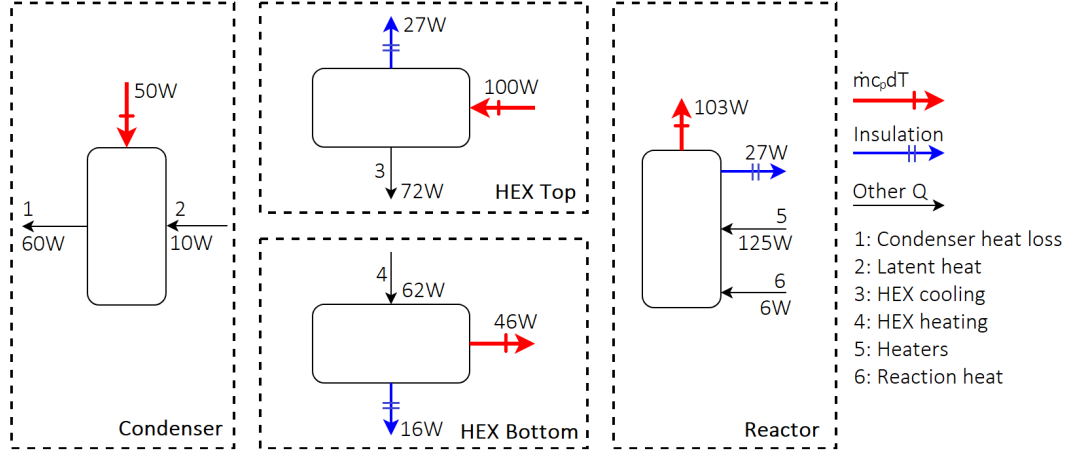 50W
1
60W
2
10W
Condenser
27W
100W
3
72W
HEX Top
4
62W
46W
16W
HEX Bottom
103W
27W
5
125W
6
6W
Reactor
ṁcₚdT
Insulation
Other Q
1: Condenser heat loss
2: Latent heat
3: HEX cooling
4: HEX heating
5: Heaters
6: Reaction heat